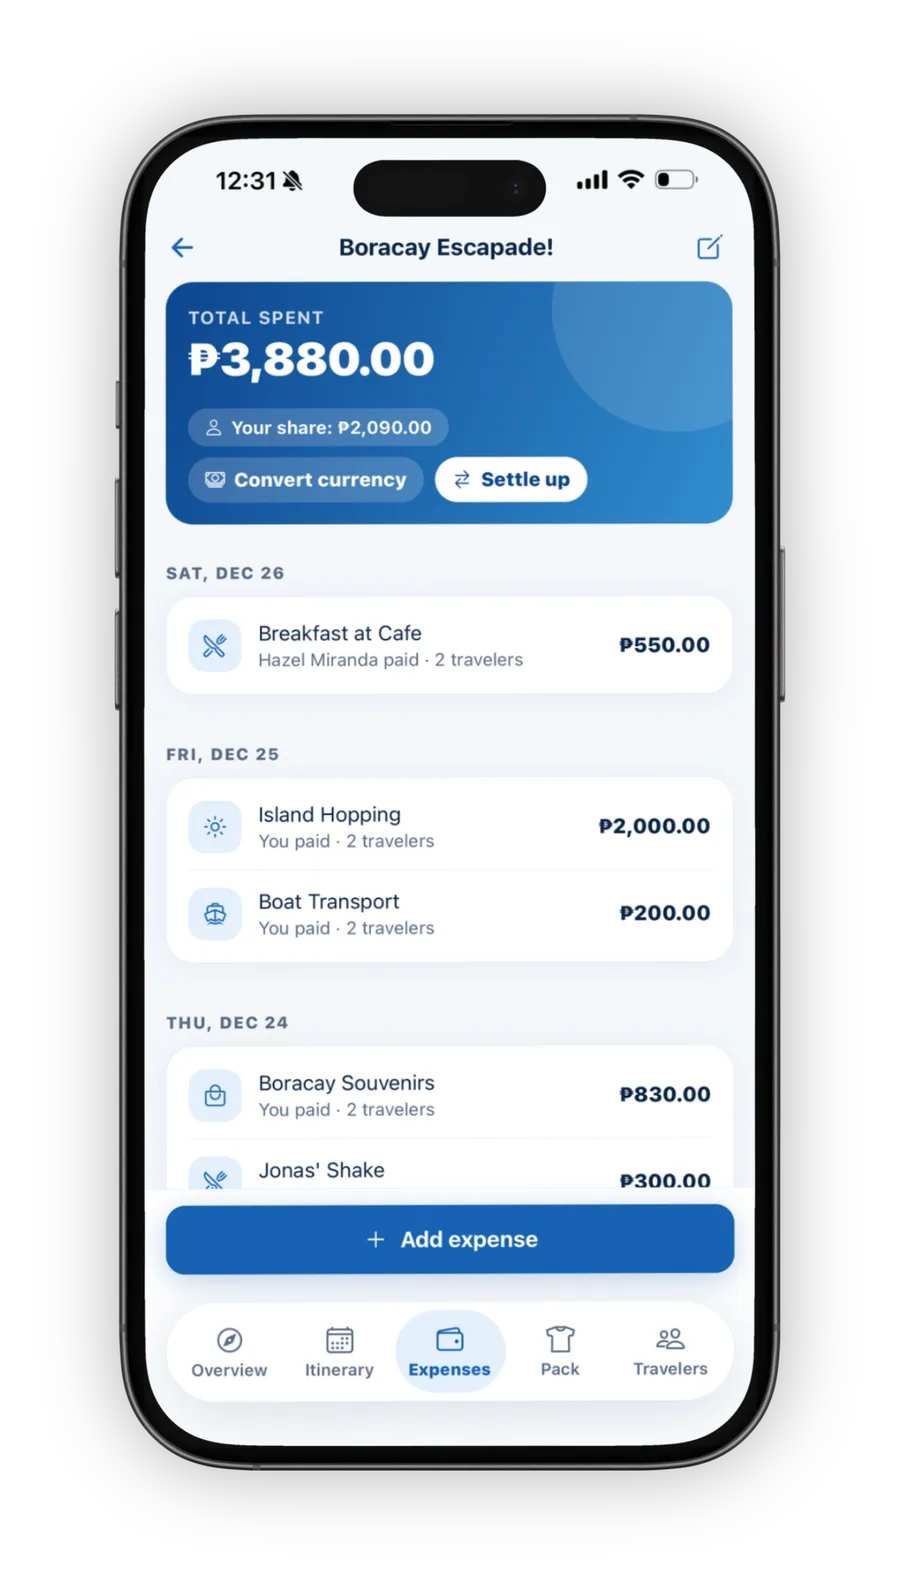 12:31
Boracay Escapade!
TOTAL SPENT
₱3,880.00
Your share: ₱2,090.00
Convert currency
Settle up
SAT, DEC 26
Breakfast at Cafe
₱550.00
Hazel Miranda paid · 2 travelers
FRI, DEC 25
Island Hopping
₱2,000.00
You paid · 2 travelers
Boat Transport
₱200.00
You paid · 2 travelers
THU, DEC 24
Boracay Souvenirs
₱830.00
You paid · 2 travelers
Jonas' Shake
₱300.00
+ Add expense
Overview
Itinerary
Expenses
Pack
Travelers